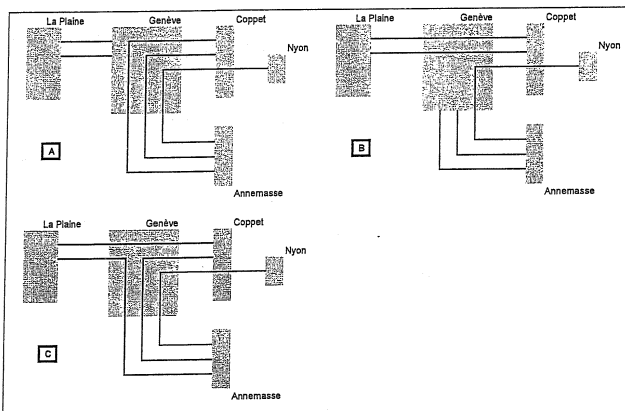 La Plaine
Genève
Coppet
Nyon
A
Annemasse
La Plaine
Genève
Coppet
Nyon
B
Annemasse
La Plaine
Genève
Coppet
Nyon
C
Annemasse